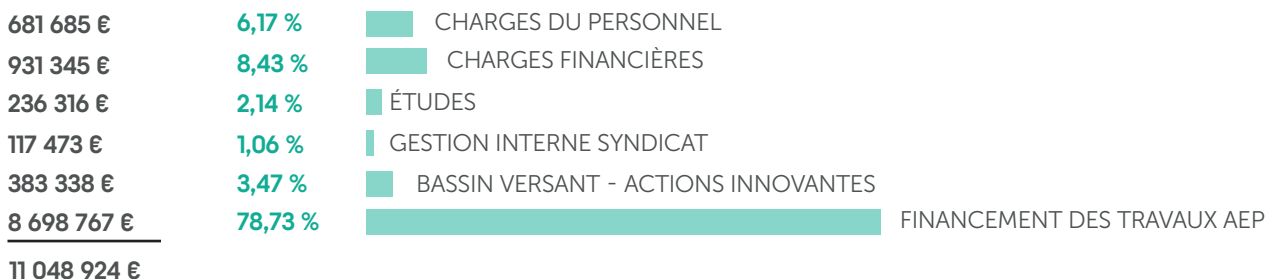 681 685 € 6,17 % CHARGES DU PERSONNEL
931 345 € 8,43 % CHARGES FINANCIÈRES
236 316 € 2,14 % ÉTUDES
117 473 € 1,06 % GESTION INTERNE SYNDICAT
383 338 € 3,47 % BASSIN VERSANT - ACTIONS INNOVANTES
8 698 767 € 78,73 % FINANCEMENT DES TRAVAUX AEP
11 048 924 €